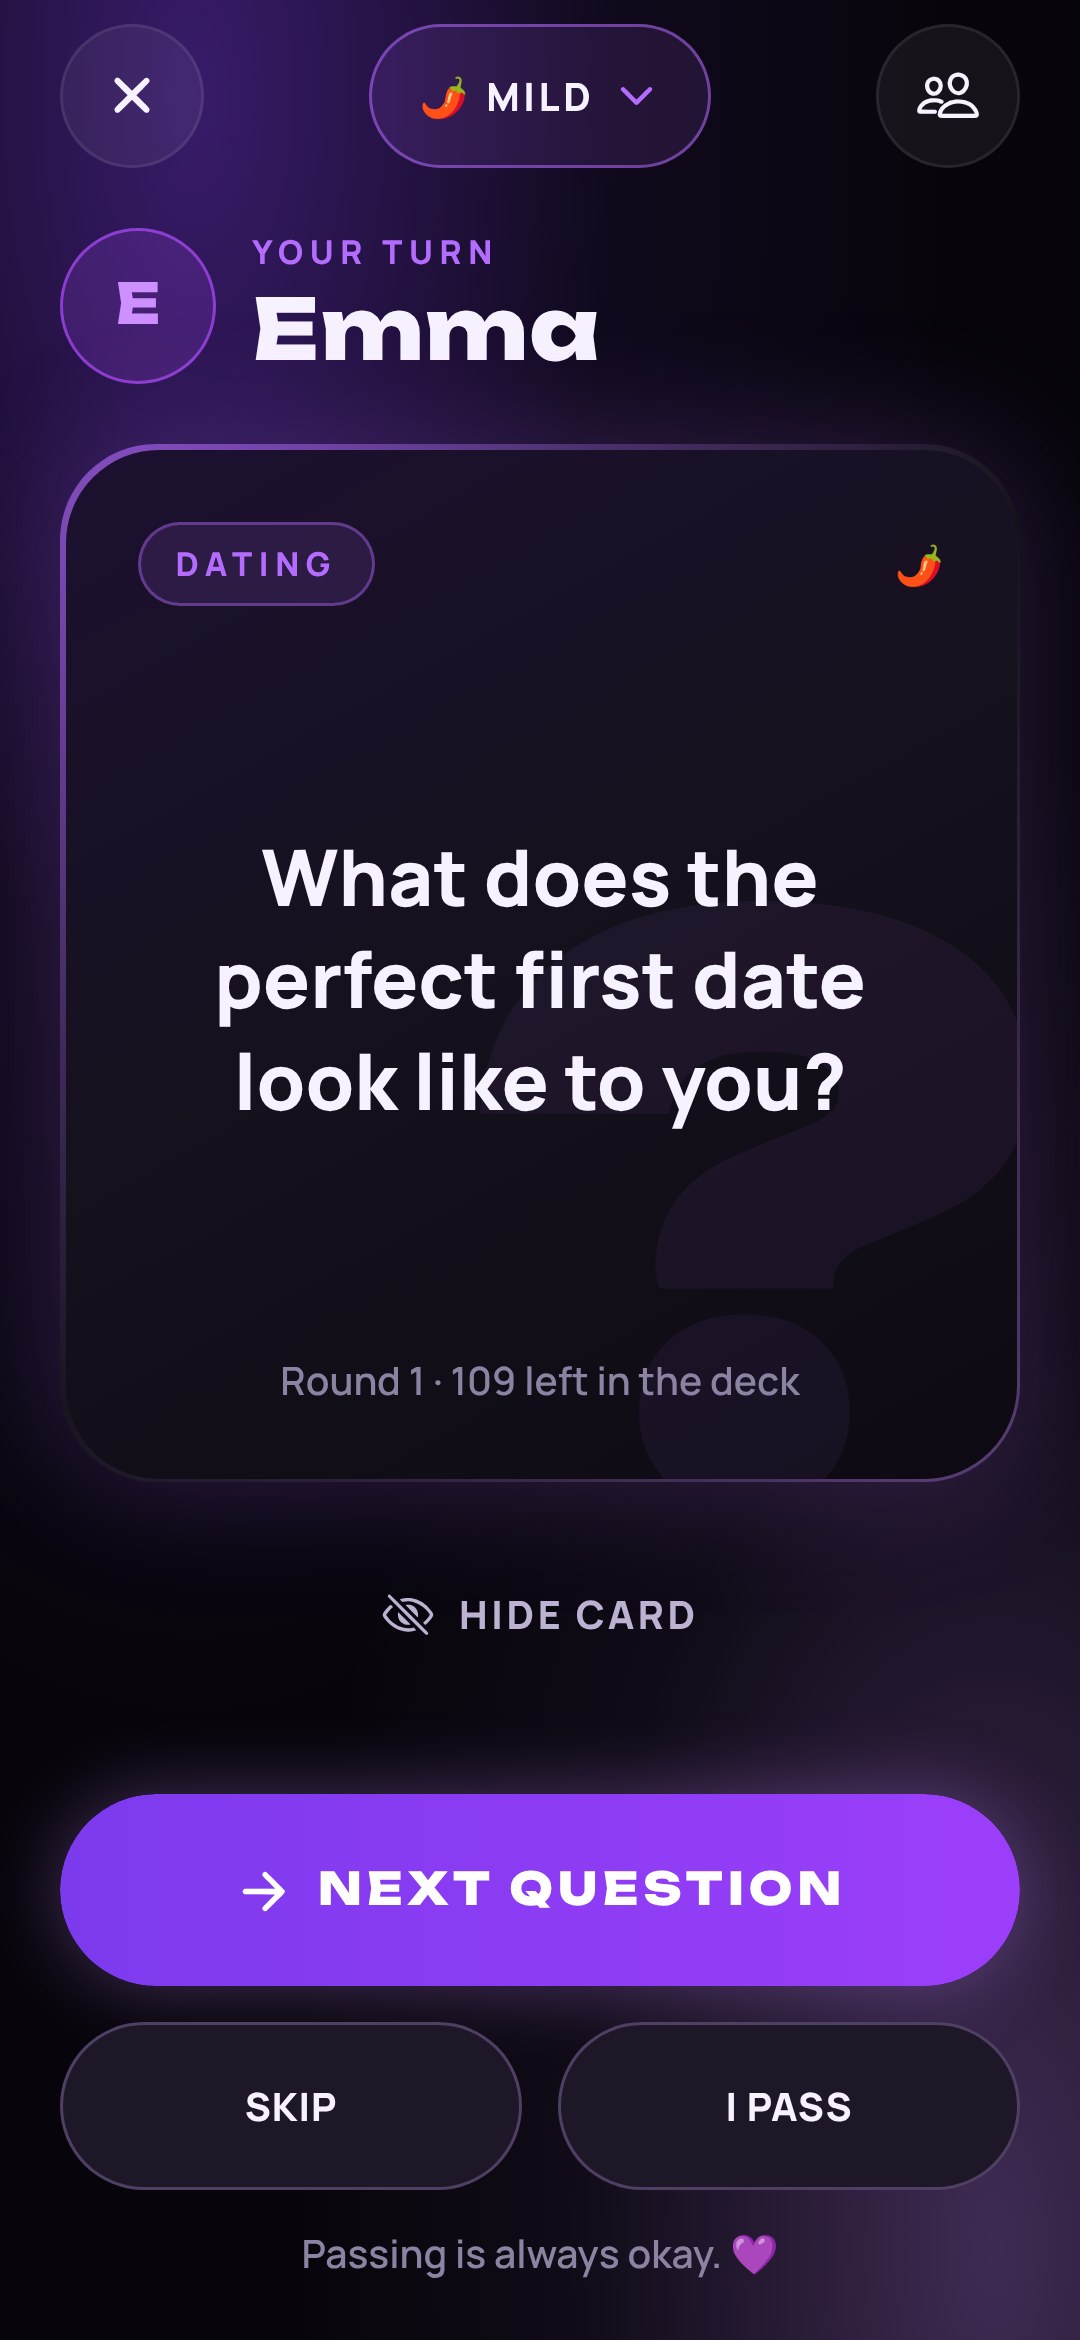 🌶️ MILD
YOUR TURN
E
Emma
DATING
🌶️
What does the
perfect first date
look like to you?
Round 1 · 109 left in the deck
HIDE CARD
→ NEXT QUESTION
SKIP
I PASS
Passing is always okay. 💜